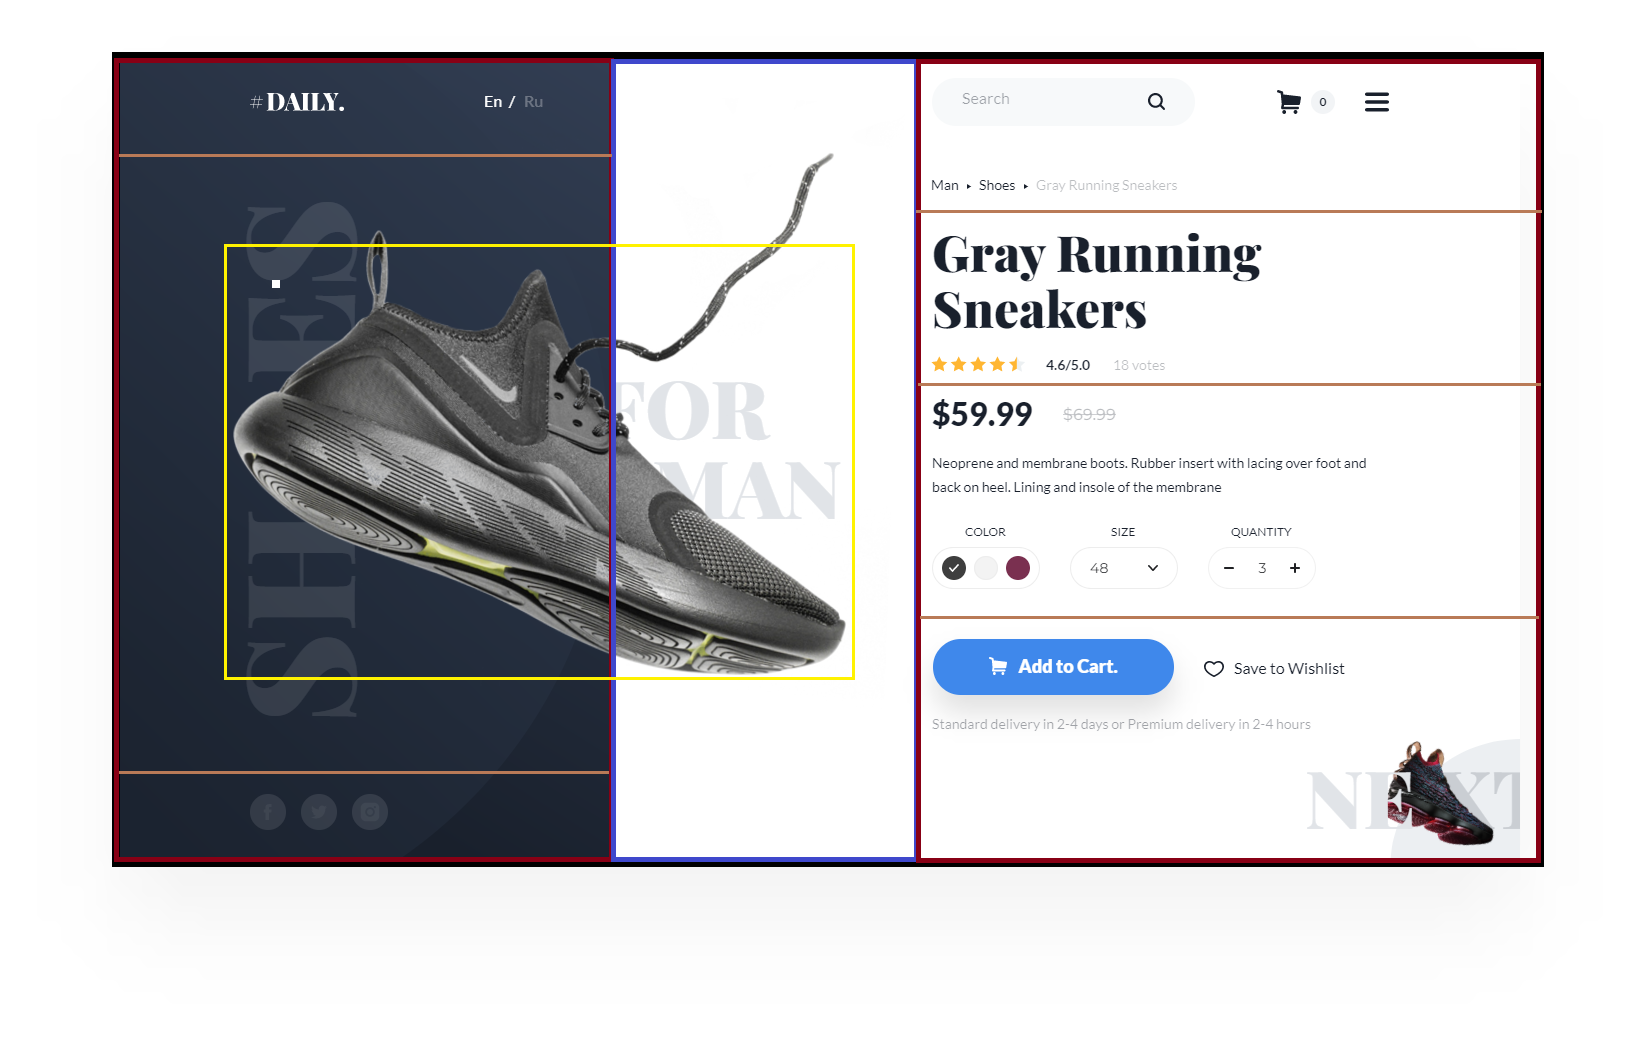 #DAILY.
En / Ru
SHOES
FOR
MAN
Search
0
Man ▸ Shoes ▸ Gray Running Sneakers
Gray Running
Sneakers
4.6/5.0 18 votes
$59.99 $69.99
Neoprene and membrane boots. Rubber insert with lacing over foot and
back on heel. Lining and insole of the membrane
COLOR SIZE QUANTITY
48 3
Add to Cart. Save to Wishlist
Standard delivery in 2-4 days or Premium delivery in 2-4 hours
NEXT